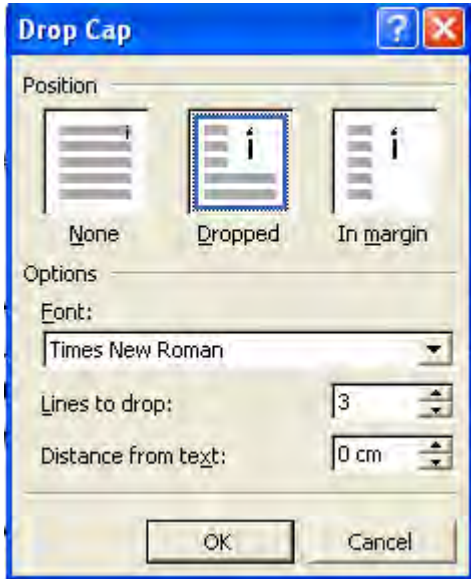 Drop Cap ?
Position
í í í
None Dropped In margin
Options
Font:
Times New Roman
Lines to drop: 3
Distance from text: 0 cm
OK Cancel